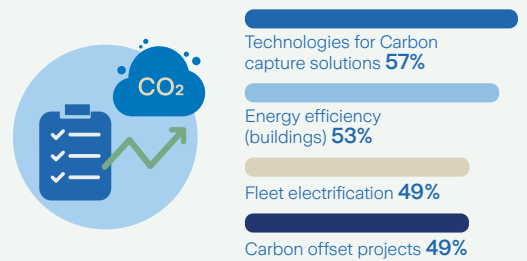 CO₂
Technologies for Carbon
capture solutions 57%
Energy efficiency
(buildings) 53%
Fleet electrification 49%
Carbon offset projects 49%